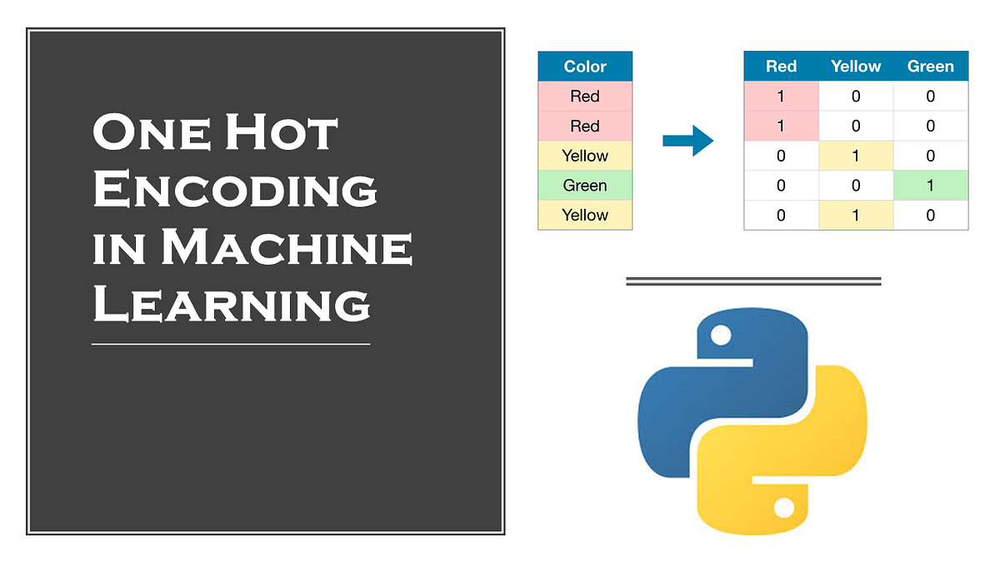 One Hot
Encoding
in Machine
Learning
Color
Red
Red
Yellow
Green
Yellow
Red Yellow Green
1 0 0
1 0 0
0 1 0
0 0 1
0 1 0